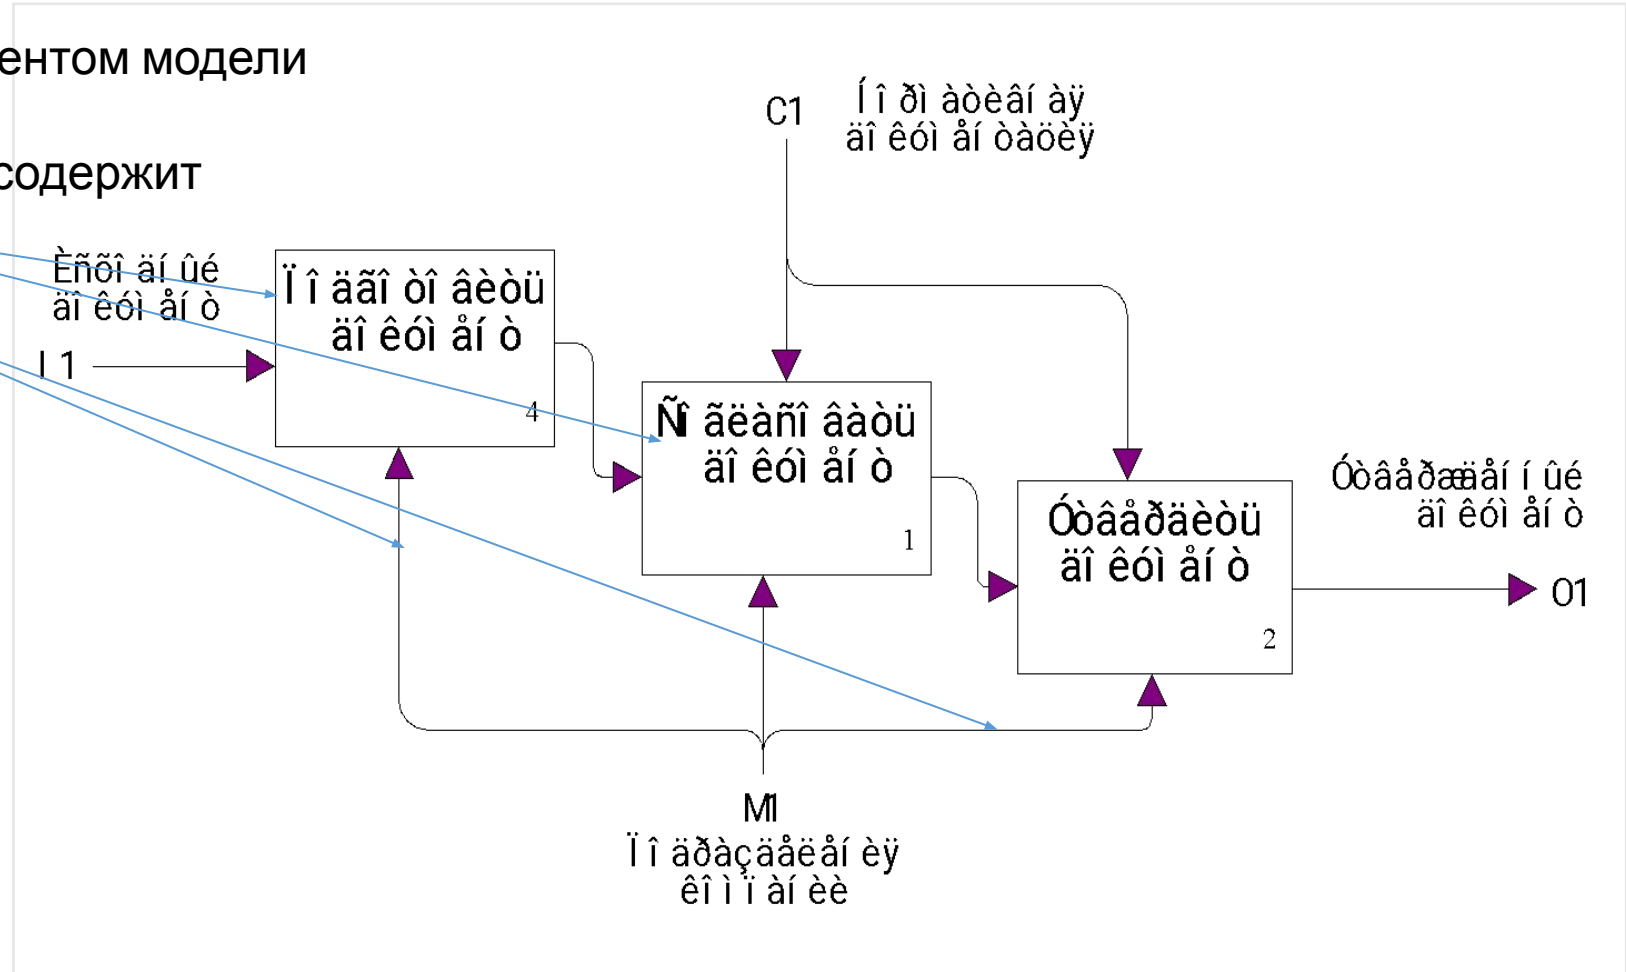 ентом модели
содержит
C1
Íî ðì àòèâí àÿ
äî êóì åí òàöèÿ
Èñõî äí ûé
äî êóì åí ò
I 1
Ï î äãî òî âèòü
äî êóì åí ò
4
Ñî ãëàñî âàòü
äî êóì åí ò
1
Óòâåðäèòü
äî êóì åí ò
2
Óòâåðæäåí í ûé
äî êóì åí ò
O1
M1
Ï î äðàçäåëåí èÿ
êî ì ï àí èè